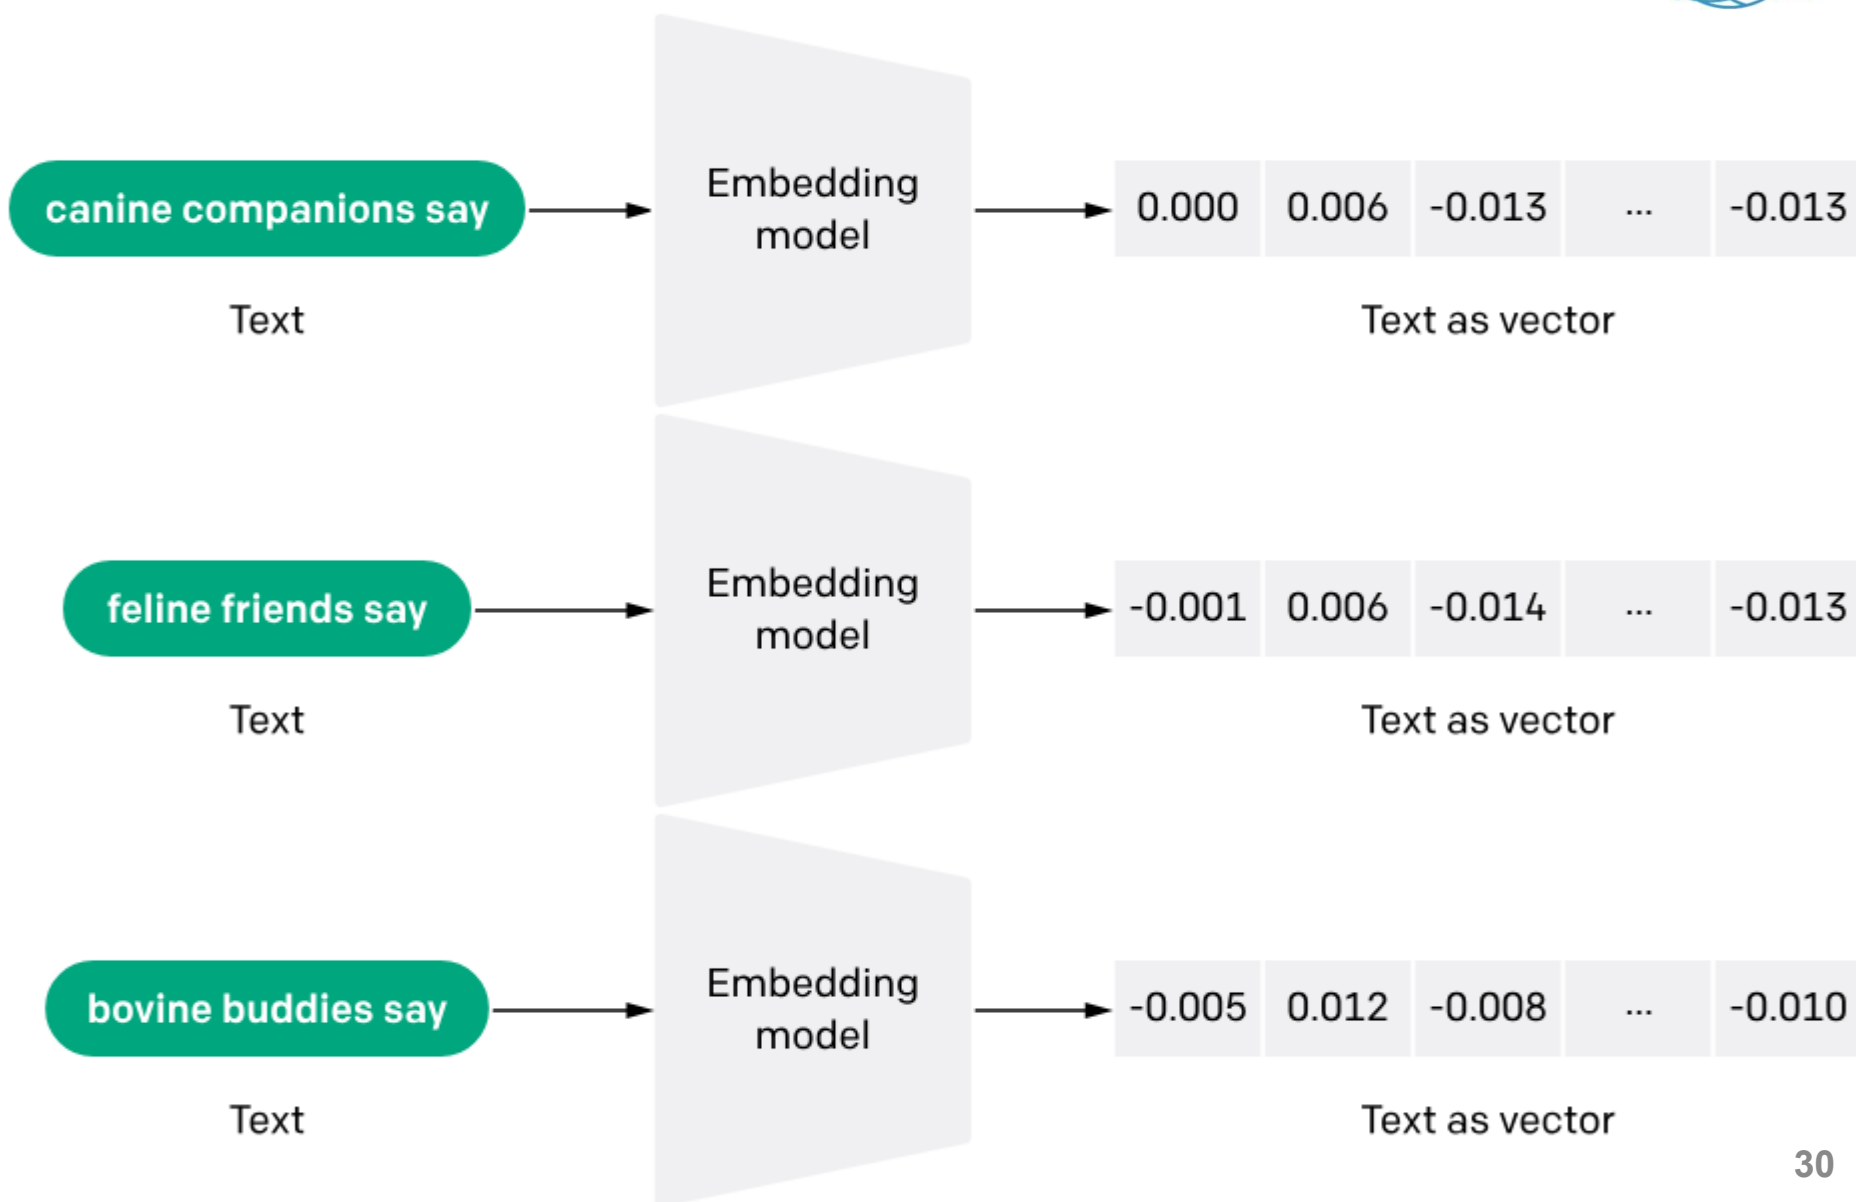 canine companions say
Embedding
model
0.000 0.006 -0.013 ... -0.013
Text
Text as vector
feline friends say
Embedding
model
-0.001 0.006 -0.014 ... -0.013
Text
Text as vector
bovine buddies say
Embedding
model
-0.005 0.012 -0.008 ... -0.010
Text
Text as vector
30